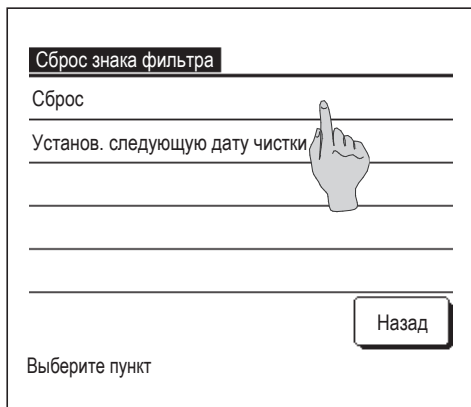 Сброс знака фильтра
Сброс
Установ. следующую дату чистки
Назад
Выберите пункт